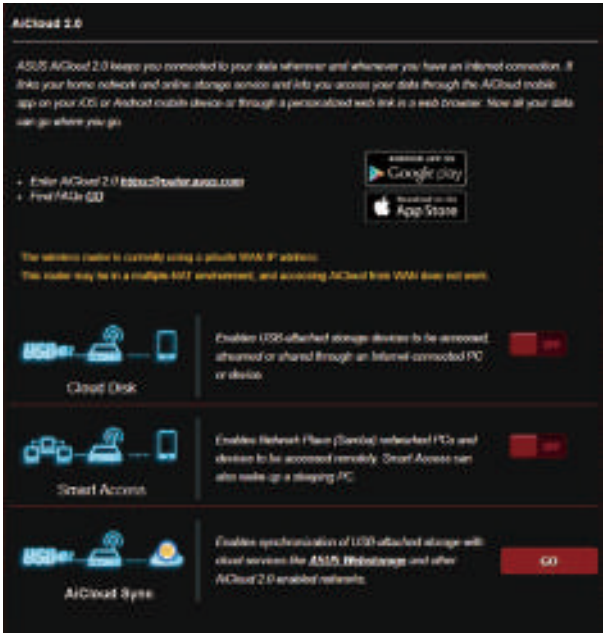 AiCloud 2.0
ASUS AiCloud 2.0 keeps you connected to your data wherever and whenever you have an Internet connection. It
links your home network and online storage service and lets you access your data through the AiCloud mobile
app on your iOS or Android mobile device or through a personalized web link in a web browser. Now all your data
can go where you go.
ANDROID APP ON
Google play
Enter AiCloud 2.0 https://router.asus.com
Find FAQs GO
Download on the
App Store
The wireless router is currently using a private WAN IP address.
This router may be in a multiple-NAT environment, and accessing AiCloud from WAN does not work.
Enables USB-attached storage devices to be accessed,
streamed or shared through an Internet-connected PC
or device.
USB
OFF
Cloud Disk
Enables Network Place (Samba) networked PCs and
devices to be accessed remotely. Smart Access can
also wake up a sleeping PC.
OFF
Smart Access
Enables synchronization of USB-attached storage with
cloud services like ASUS Webstorage and other
AiCloud 2.0-enabled networks.
USB
GO
AiCloud Sync